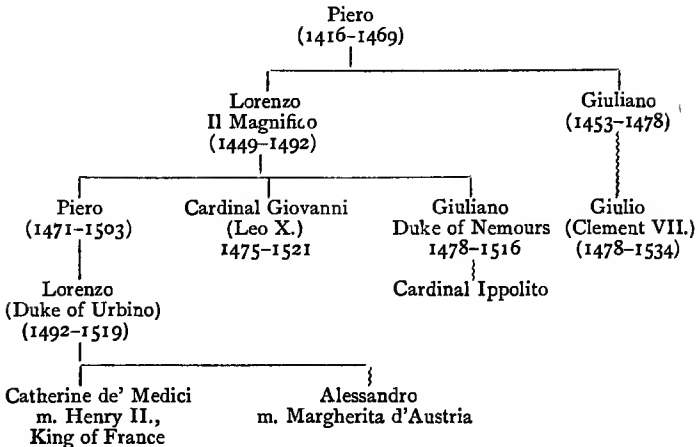 Piero
(1416–1469)
Lorenzo
Il Magnifico
(1449–1492)
Giuliano
(1453–1478)
Piero
(1471–1503)
Cardinal Giovanni
(Leo X.)
1475–1521
Giuliano
Duke of Nemours
1478–1516
Giulio
(Clement VII.)
(1478–1534)
Cardinal Ippolito
Lorenzo
(Duke of Urbino)
(1492–1519)
Catherine de' Medici
m. Henry II.,
King of France
Alessandro
m. Margherita d'Austria